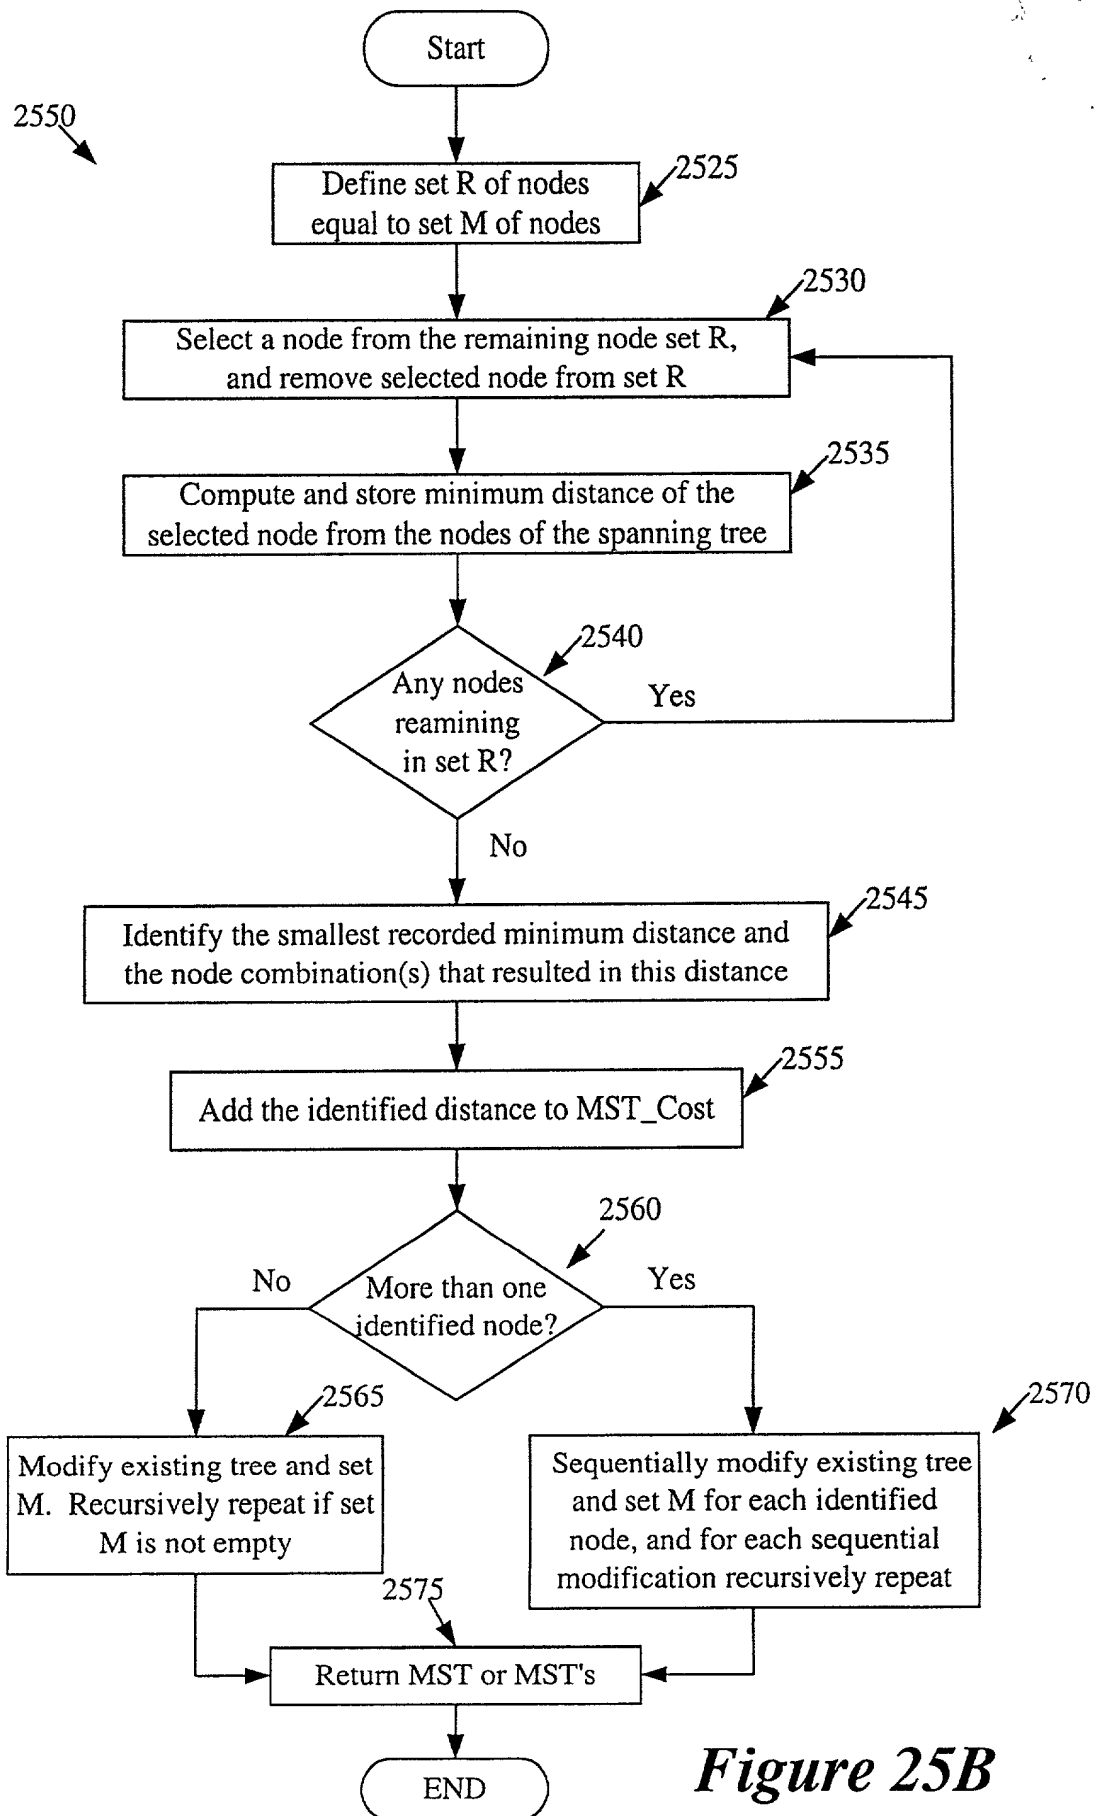 Start
2550
2525
Define set R of nodes
equal to set M of nodes
2530
Select a node from the remaining node set R,
and remove selected node from set R
2535
Compute and store minimum distance of the
selected node from the nodes of the spanning tree
2540
Any nodes
reamining
in set R?
Yes
No
2545
Identify the smallest recorded minimum distance and
the node combination(s) that resulted in this distance
2555
Add the identified distance to MST_Cost
2560
More than one
identified node?
No
Yes
2565
Modify existing tree and set
M. Recursively repeat if set
M is not empty
2570
Sequentially modify existing tree
and set M for each identified
node, and for each sequential
modification recursively repeat
2575
Return MST or MST's
END
Figure 25B